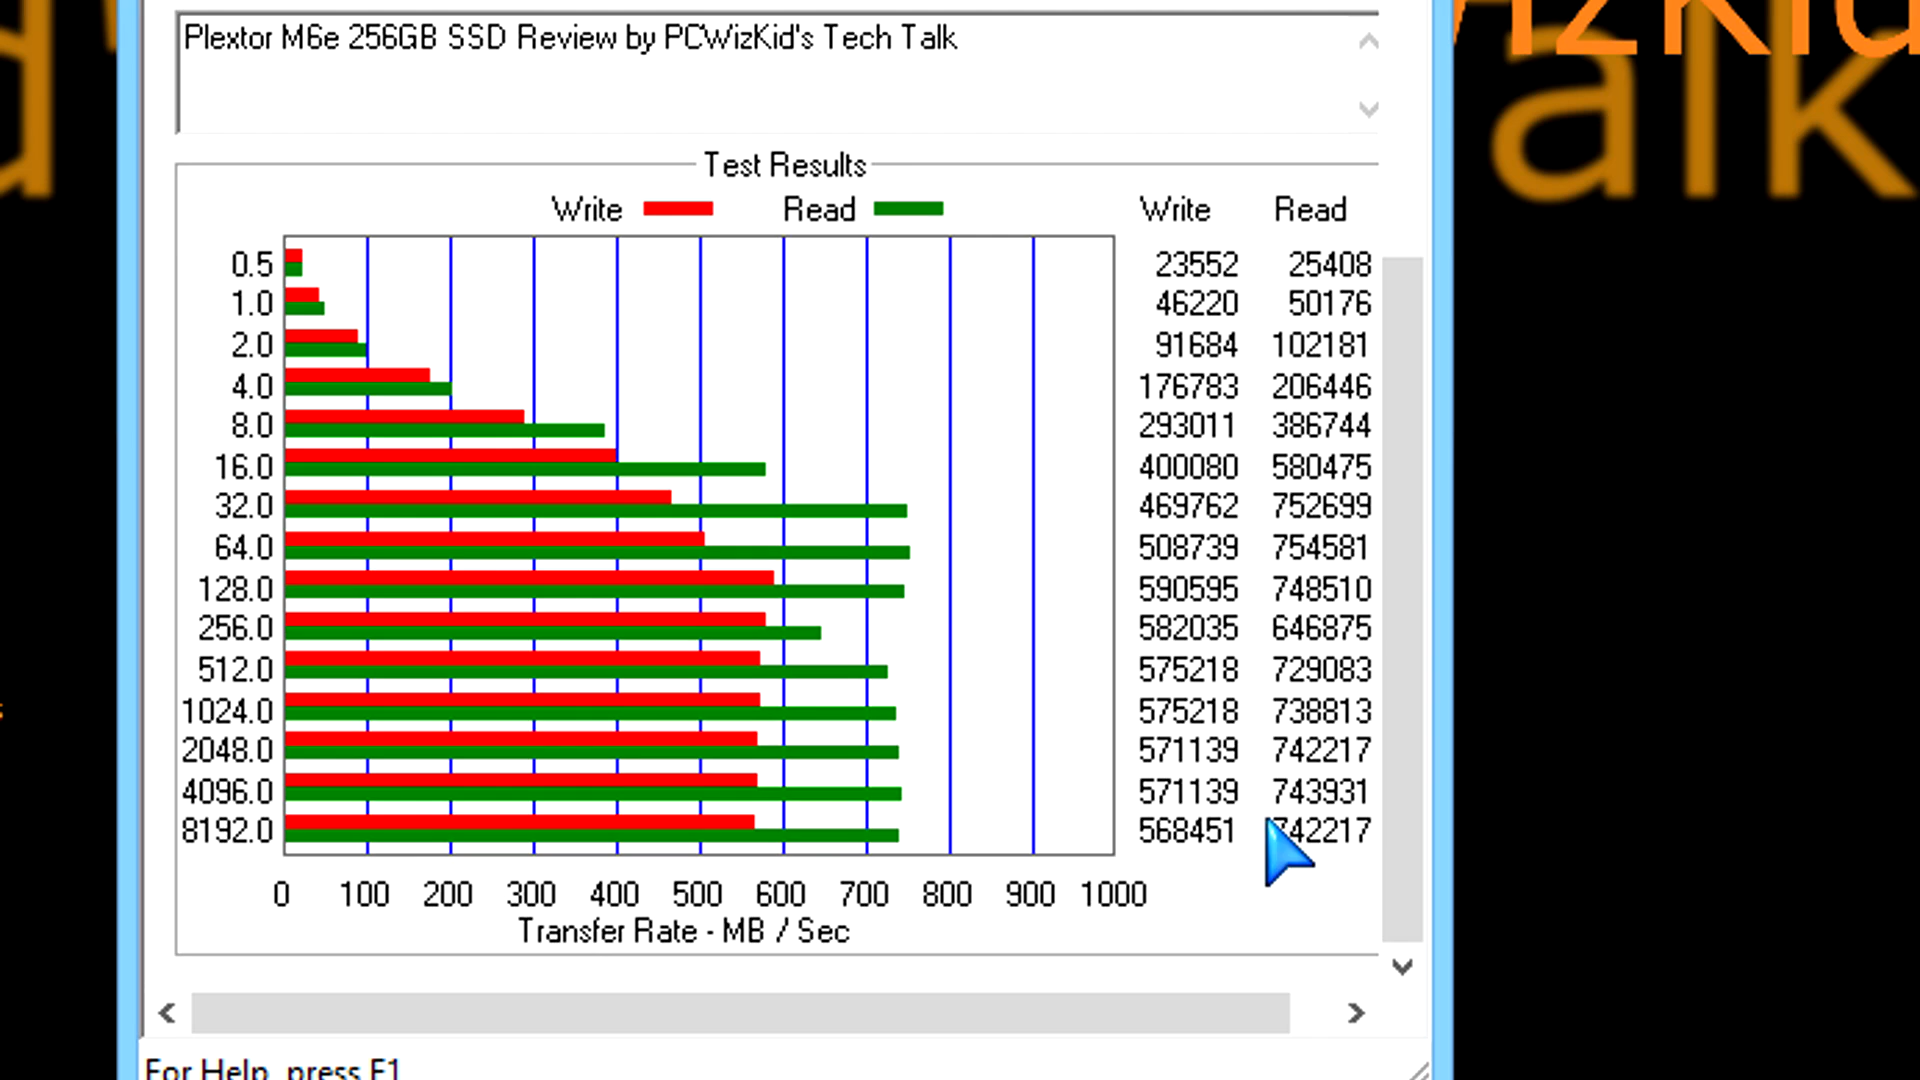 Plextor M6e 256GB SSD Review by PCWizKid's Tech Talk
izKid
alk
Test Results
Write Read Write Read
0.5 23552 25408
1.0 46220 50176
2.0 91684 102181
4.0 176783 206446
8.0 293011 386744
16.0 400080 580475
32.0 469762 752699
64.0 508739 754581
128.0 590595 748510
256.0 582035 646875
512.0 575218 729083
1024.0 575218 738813
2048.0 571139 742217
4096.0 571139 743931
8192.0 568451 742217
0 100 200 300 400 500 600 700 800 900 1000
Transfer Rate - MB / Sec
For Help, press F1